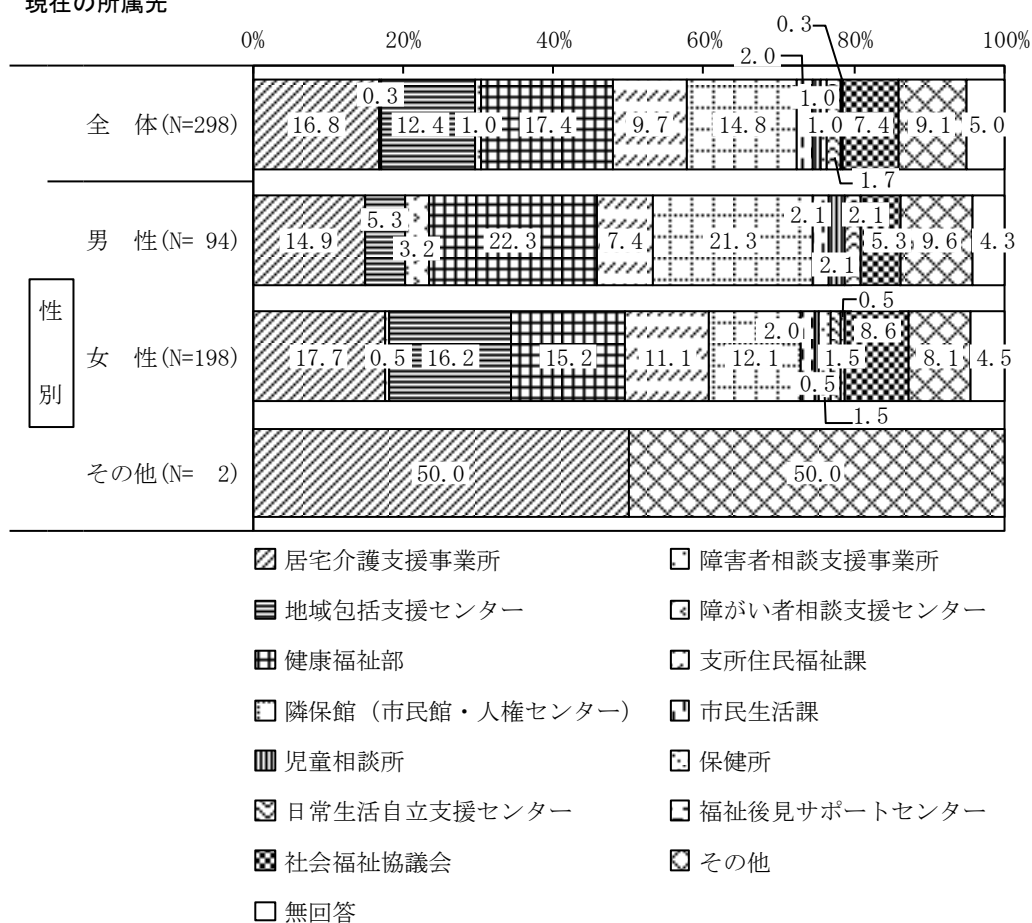 現在の所属先
0% 20% 40% 60% 80% 100%
0.3
2.0
全 体(N=298) 16.8 0.3 12.4 1.0 17.4 9.7 14.8 1.0 1.0 7.4 9.1 5.0
1.7
性別
男 性(N= 94) 14.9 5.3 3.2 22.3 7.4 21.3 2.1 2.1 2.1 5.3 9.6 4.3
0.5
女 性(N=198) 17.7 0.5 16.2 15.2 11.1 12.1 2.0 0.5 1.5 8.6 8.1 4.5
1.5
その他(N= 2) 50.0 50.0
居宅介護支援事業所 障害者相談支援事業所
地域包括支援センター 障がい者相談支援センター
健康福祉部 支所住民福祉課
隣保館（市民館・人権センター） 市民生活課
児童相談所 保健所
日常生活自立支援センター 福祉後見サポートセンター
社会福祉協議会 その他
無回答